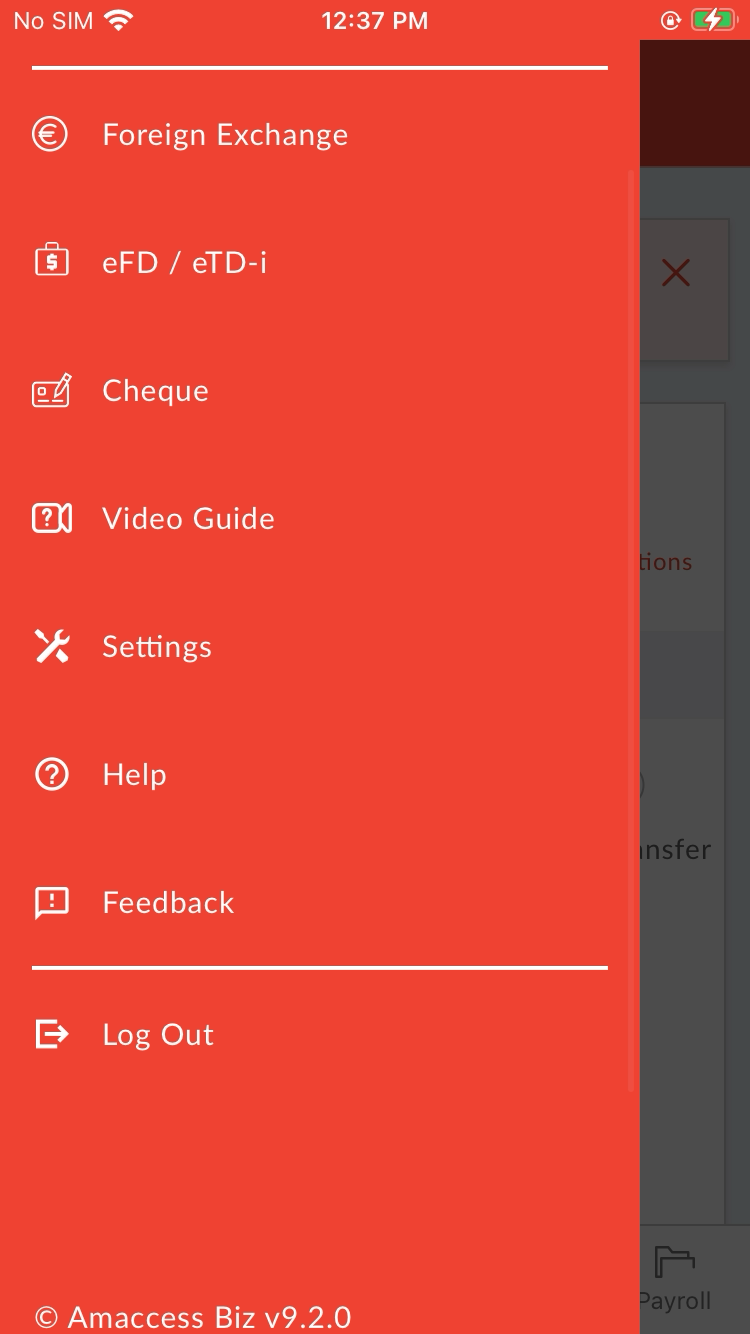 No SIM 12:37 PM
Foreign Exchange
eFD / eTD-i
Cheque
Video Guide
tions
Settings
Help
ansfer
Feedback
Log Out
Payroll
© Amaccess Biz v9.2.0